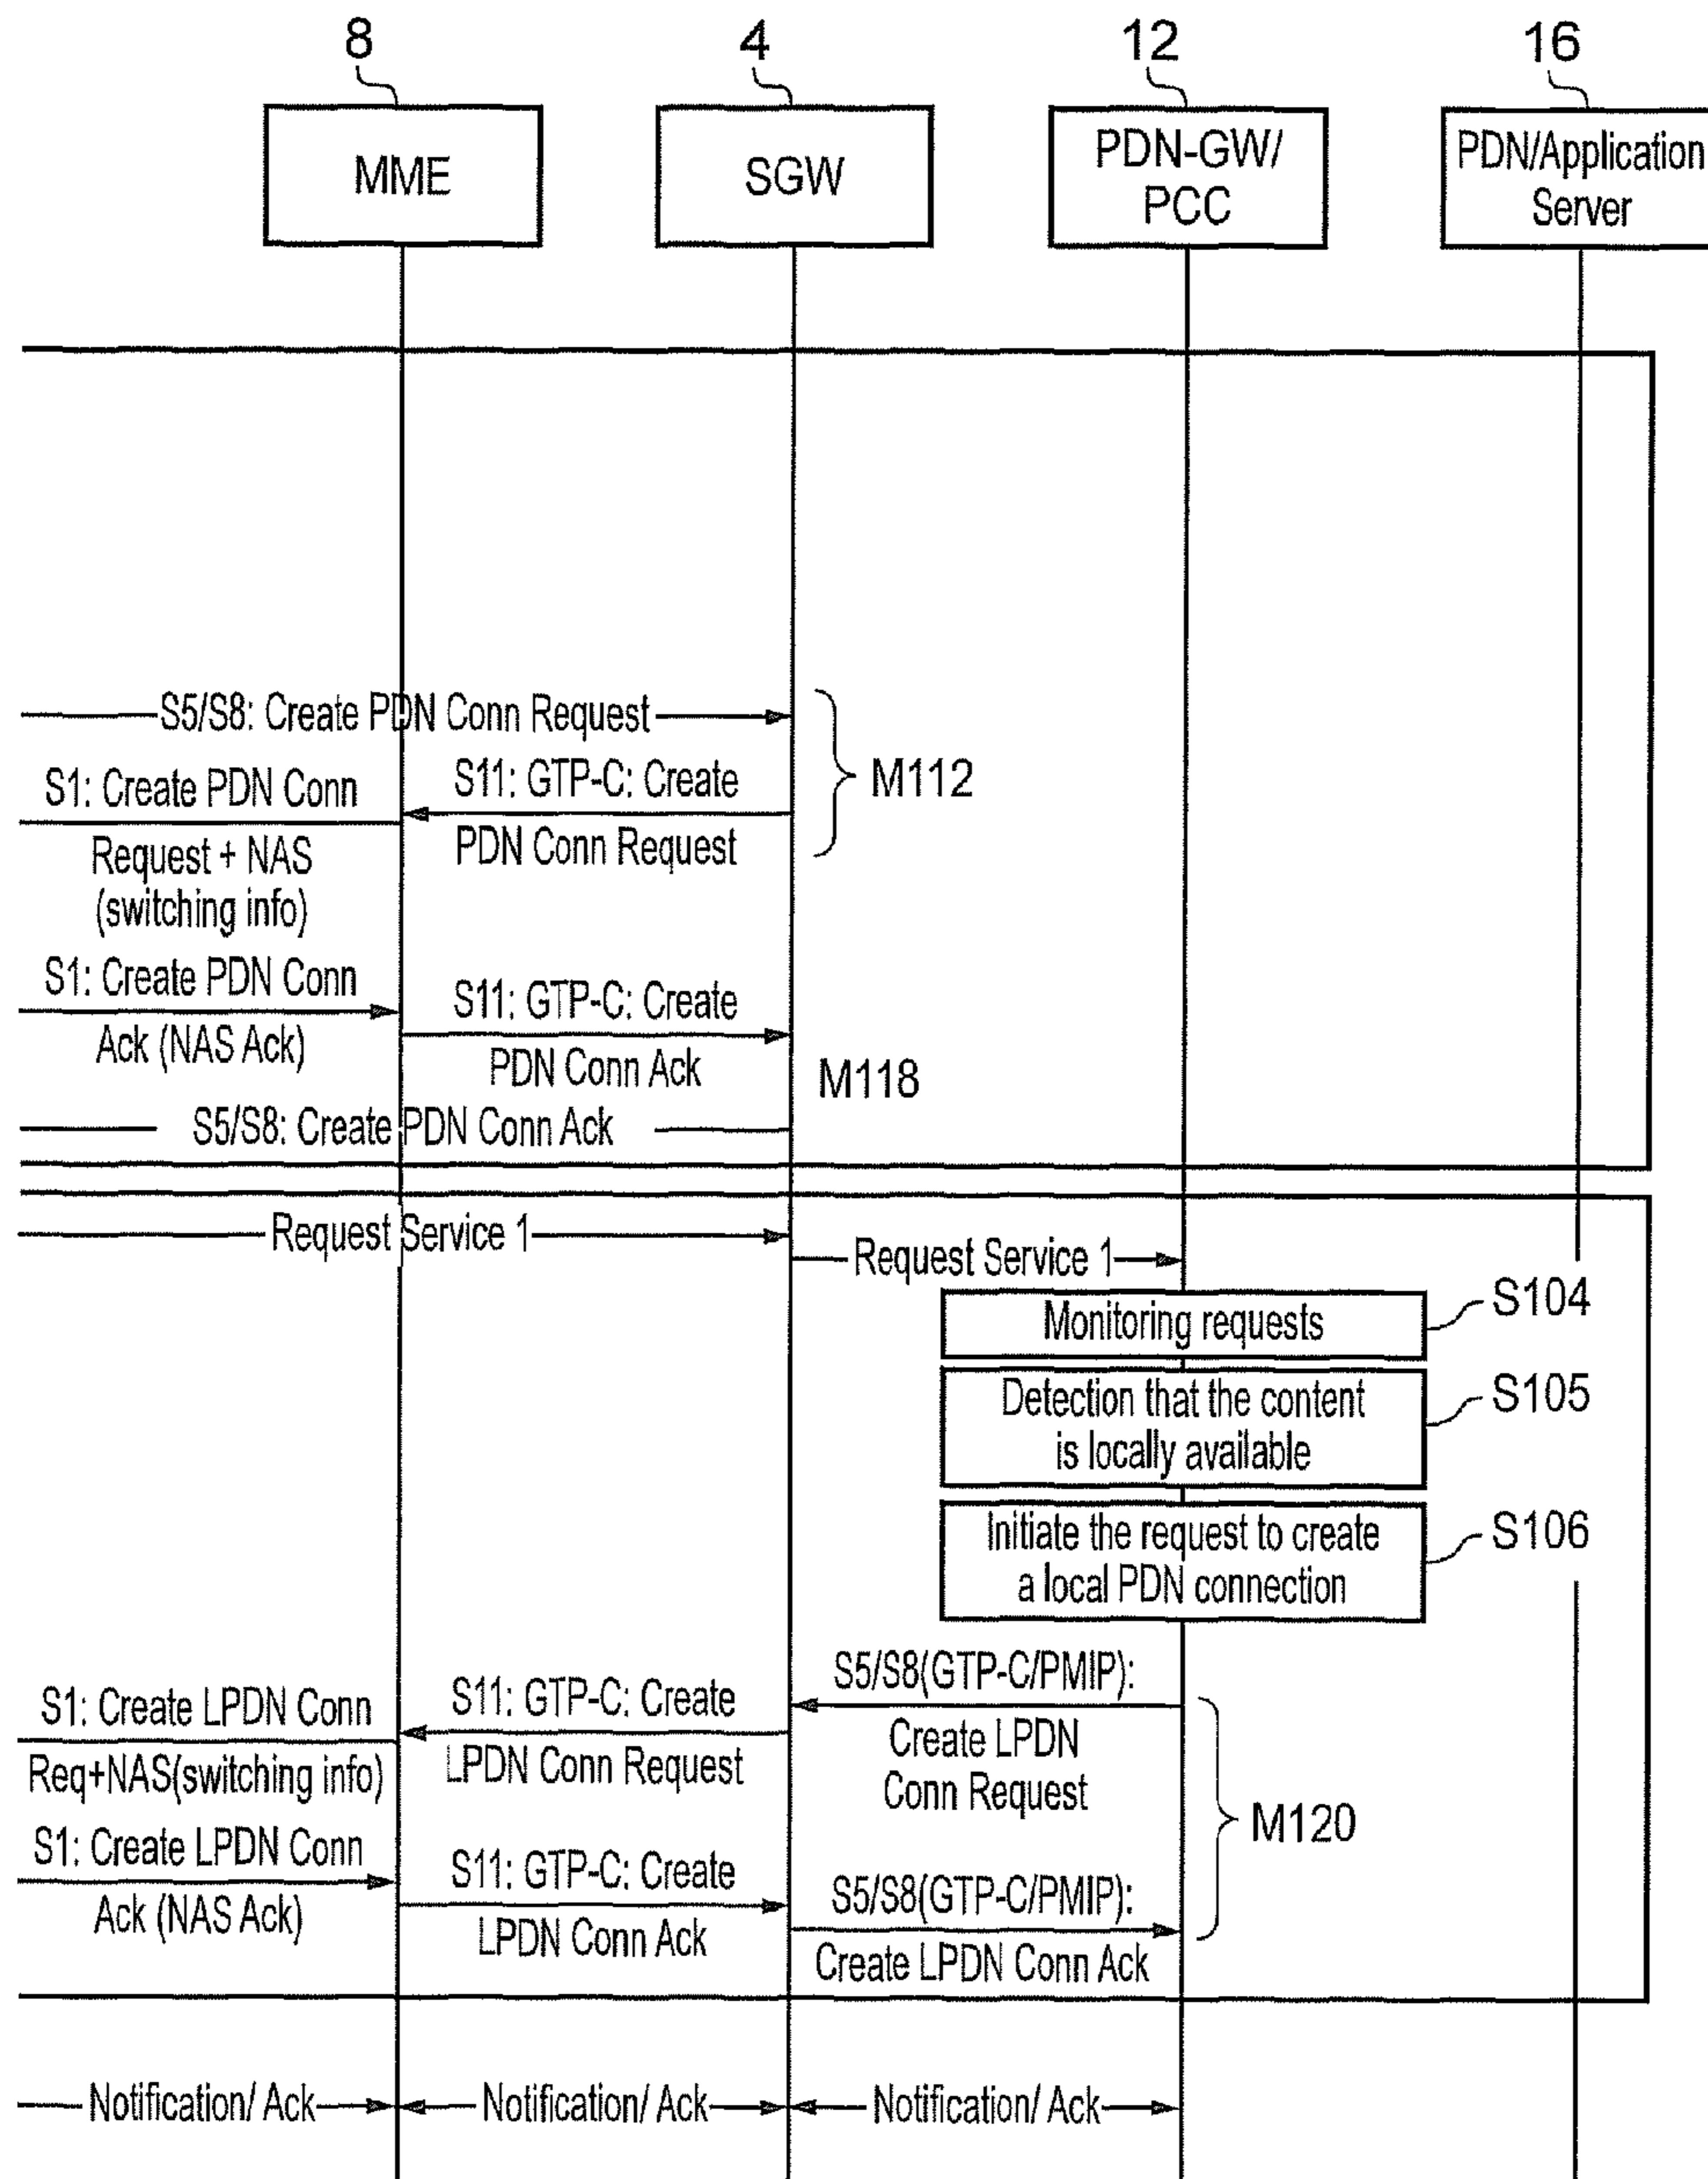 8
4
12
16
MME
SGW
PDN-GW/
PCC
PDN/Application
Server
S5/S8: Create PDN Conn Request
S1: Create PDN Conn
Request + NAS
(switching info)
S11: GTP-C: Create
PDN Conn Request
M112
S1: Create PDN Conn
Ack (NAS Ack)
S11: GTP-C: Create
PDN Conn Ack
M118
S5/S8: Create PDN Conn Ack
Request Service 1
Request Service 1
Monitoring requests
S104
Detection that the content
is locally available
S105
Initiate the request to create
a local PDN connection
S106
S5/S8(GTP-C/PMIP):
Create LPDN
Conn Request
S11: GTP-C: Create
LPDN Conn Request
S1: Create LPDN Conn
Req+NAS(switching info)
M120
S1: Create LPDN Conn
Ack (NAS Ack)
S11: GTP-C: Create
LPDN Conn Ack
S5/S8(GTP-C/PMIP):
Create LPDN Conn Ack
Notification/ Ack
Notification/ Ack
Notification/ Ack